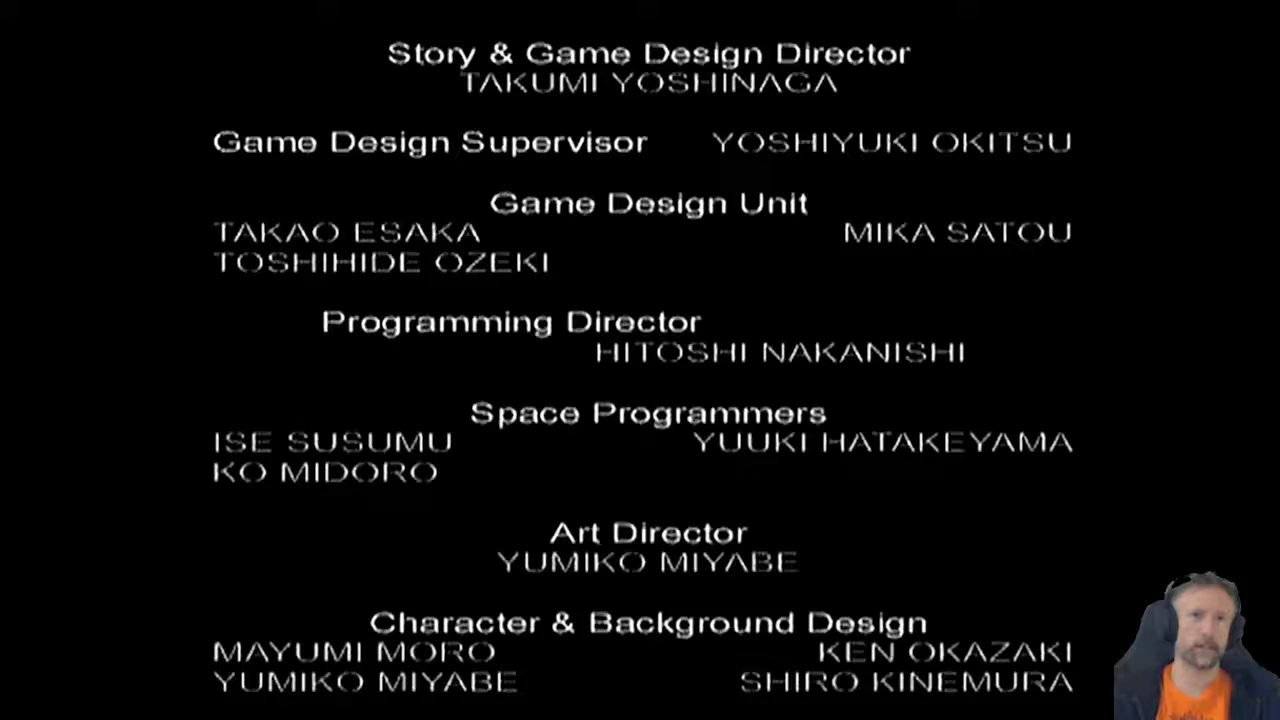 Story & Game Design Director
TAKUMI YOSHINAGA
Game Design Supervisor YOSHIYUKI OKITSU
Game Design Unit
TAKAO ESAKA MIKA SATOU
TOSHIHIDE OZEKI
Programming Director
HITOSHI NAKANISHI
Space Programmers
ISE SUSUMU YUUKI HATAKEYAMA
KO MIDORO
Art Director
YUMIKO MIYABE
Character & Background Design
MAYUMI MORO KEN OKAZAKI
YUMIKO MIYABE SHIRO KINEMURA